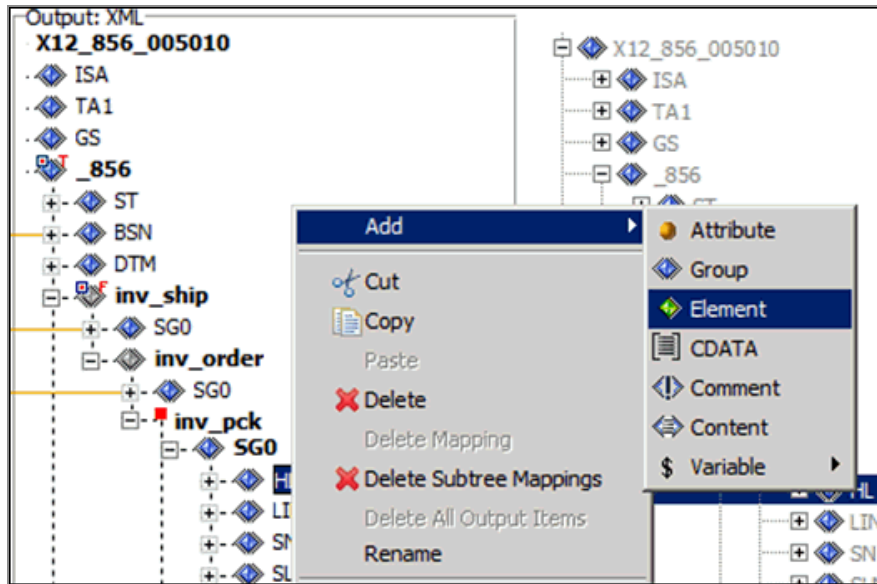 Output: XML
X12_856_005010
ISA
TA1
GS
_856
ST
BSN
DTM
inv_ship
SG0
inv_order
SG0
inv_pck
SG0
Add
Cut
Copy
Paste
Delete
Delete Mapping
Delete Subtree Mappings
Delete All Output Items
Rename
Attribute
Group
Element
CDATA
Comment
Content
$ Variable
X12_856_005010
ISA
TA1
GS
_856
HL
LIN
SN